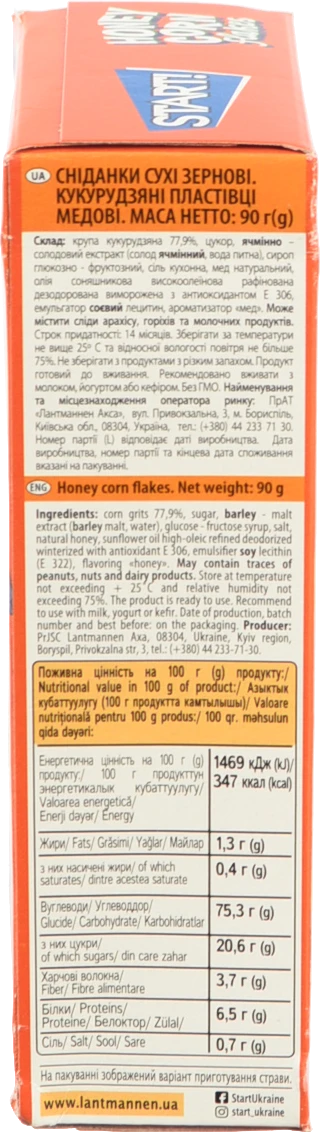 HONEY
CORN
flakes
START!
UA СНІДАНКИ СУХІ ЗЕРНОВІ.
КУКУРУДЗЯНІ ПЛАСТІВЦІ
МЕДОВІ. МАСА НЕТТО: 90 г(g)
Склад: крупа кукурудзяна 77,9%, цукор, ячмінно –
солодовий екстракт (солод ячмінний, вода питна), сироп
глюкозно - фруктозний, сіль кухонна, мед натуральний,
олія соняшникова високоолеїнова рафінована
дезодорована виморожена з антиоксидантом Е 306,
емульгатор соєвий лецитин, ароматизатор «мед». Може
містити сліди арахісу, горіхів та молочних продуктів.
Строк придатності: 14 місяців. Зберігати за температури
не вище 25° С та відносної вологості повітря не більше
75%. Не зберігати з продуктами з різким запахом. Продукт
готовий до вживання. Рекомендовано вживати з
молоком, йогуртом або кефіром. Без ГМО. Найменування
та місцезнаходження оператора ринку: ПрАТ
«Лантманнен Акса», вул. Привокзальна, 3, м. Бориспіль,
Київська обл., 08304, Україна, тел.: (+380) 44 233 71 30.
Номер партії (L) відповідає даті виробництва. Дата
виробництва, номер партії та кінцева дата споживання
вказані на пакуванні.
ENG Honey corn flakes. Net weight: 90 g
Ingredients: corn grits 77,9%, sugar, barley - malt
extract (barley malt, water), glucose - fructose syrup, salt,
natural honey, sunflower oil high-oleic refined deodorized
winterized with antioxidant E 306, emulsifier soy lecithin
(E 322), flavoring «honey». May contain traces of
peanuts, nuts and dairy products. Store at temperature
not exceeding + 25°C and relative humidity not
exceeding 75%. The product is ready to use. Recommend
to use with milk, yogurt or kefir. Date of production, batch
number and best before: on the packaging. Producer:
PrJSC Lantmannen Axa, 08304, Ukraine, Kyiv region,
Boryspil, Privokzalna str, 3, tel.: (+380) 44 233-71-30.
Поживна цінність на 100 г (g) продукту:/
Nutritional value in 100 g of product:/ Азыктык
кубаттуулугу (100 г продуктта камтылышы)/ Valoare
nutrițională pentru 100 g produs:/ 100 qr. məhsulun
qida dəyəri:
Енергетична цінність на 100 г (g)
продукту:/ 100 г продукттун
энергетикалык кубаттуулугу/
Valoarea energetică/
Enerji dəyər/ Energy
1469 кДж (kJ)/
347 ккал (kcal)
Жири/ Fats/ Grăsimi/ Yağlar/ Майлар 1,3 г (g)
з них насичені жири/ of which
saturates/ dintre acestea saturate 0,4 г (g)
Вуглеводи/ Углеводдор/
Glucide/ Carbohydrate/ Karbohidratlar 75,3 г (g)
з них цукри/
of which sugars/ din care zahar 20,6 г (g)
Харчові волокна/
Fiber/ Fibre alimentare 3,7 г (g)
Білки/ Proteins/
Proteine/ Белоктор/ Zülal/ 6,5 г (g)
Сіль/ Salt/ Sool/ Sare 0,7 г (g)
На пакуванні зображений варіант приготування страви.
www.lantmannen.ua
StartUkraine
start_ukraine